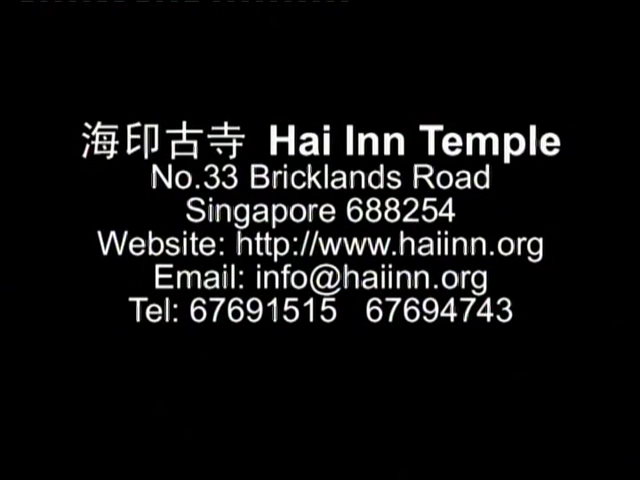 海印古寺 Hai Inn Temple
No.33 Bricklands Road
Singapore 688254
Website: http://www.haiinn.org
Email: info@haiinn.org
Tel: 67691515 67694743